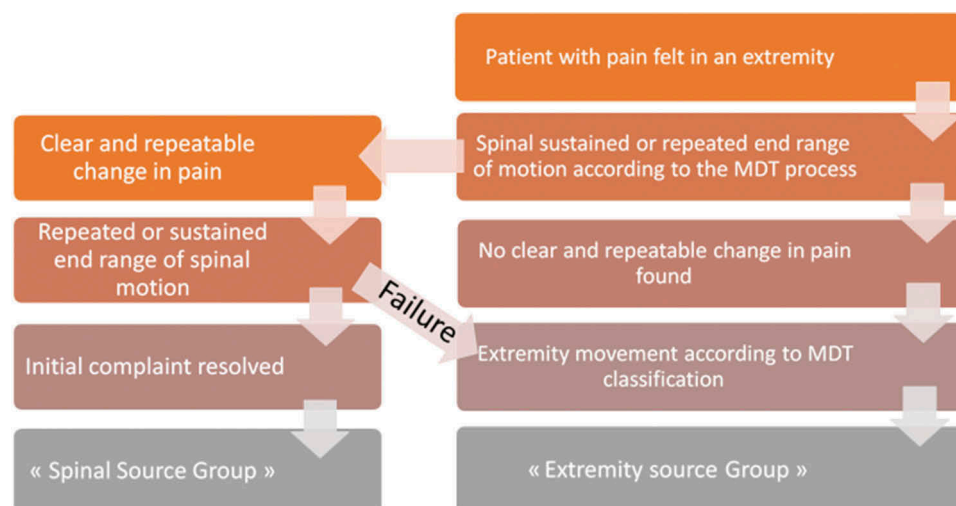 Patient with pain felt in an extremity
Clear and repeatable
change in pain
Spinal sustained or repeated end range
of motion according to the MDT process
Repeated or sustained
end range of spinal
motion
No clear and repeatable change in pain
found
Failure
Initial complaint resolved
Extremity movement according to MDT
classification
« Spinal Source Group »
« Extremity source Group »